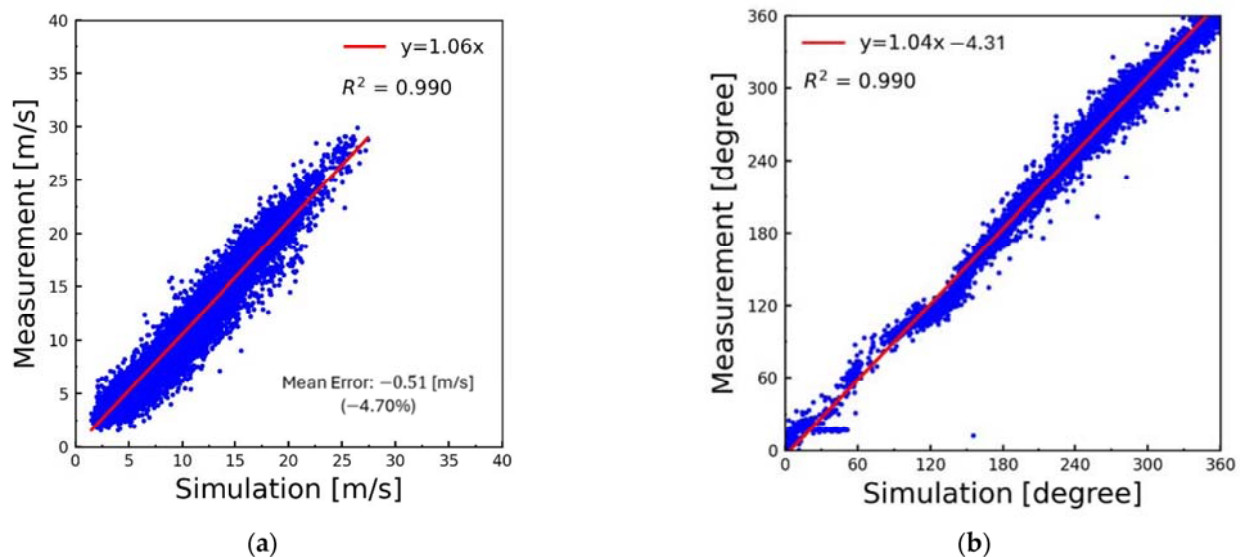 40
35
30
25
20
15
10
5
0
Measurement [m/s]
y=1.06x
R² = 0.990
Mean Error: −0.51 [m/s]
(−4.70%)
0 5 10 15 20 25 30 35 40
Simulation [m/s]
(a)
360
300
240
180
120
60
0
Measurement [degree]
y=1.04x −4.31
R² = 0.990
0 60 120 180 240 300 360
Simulation [degree]
(b)